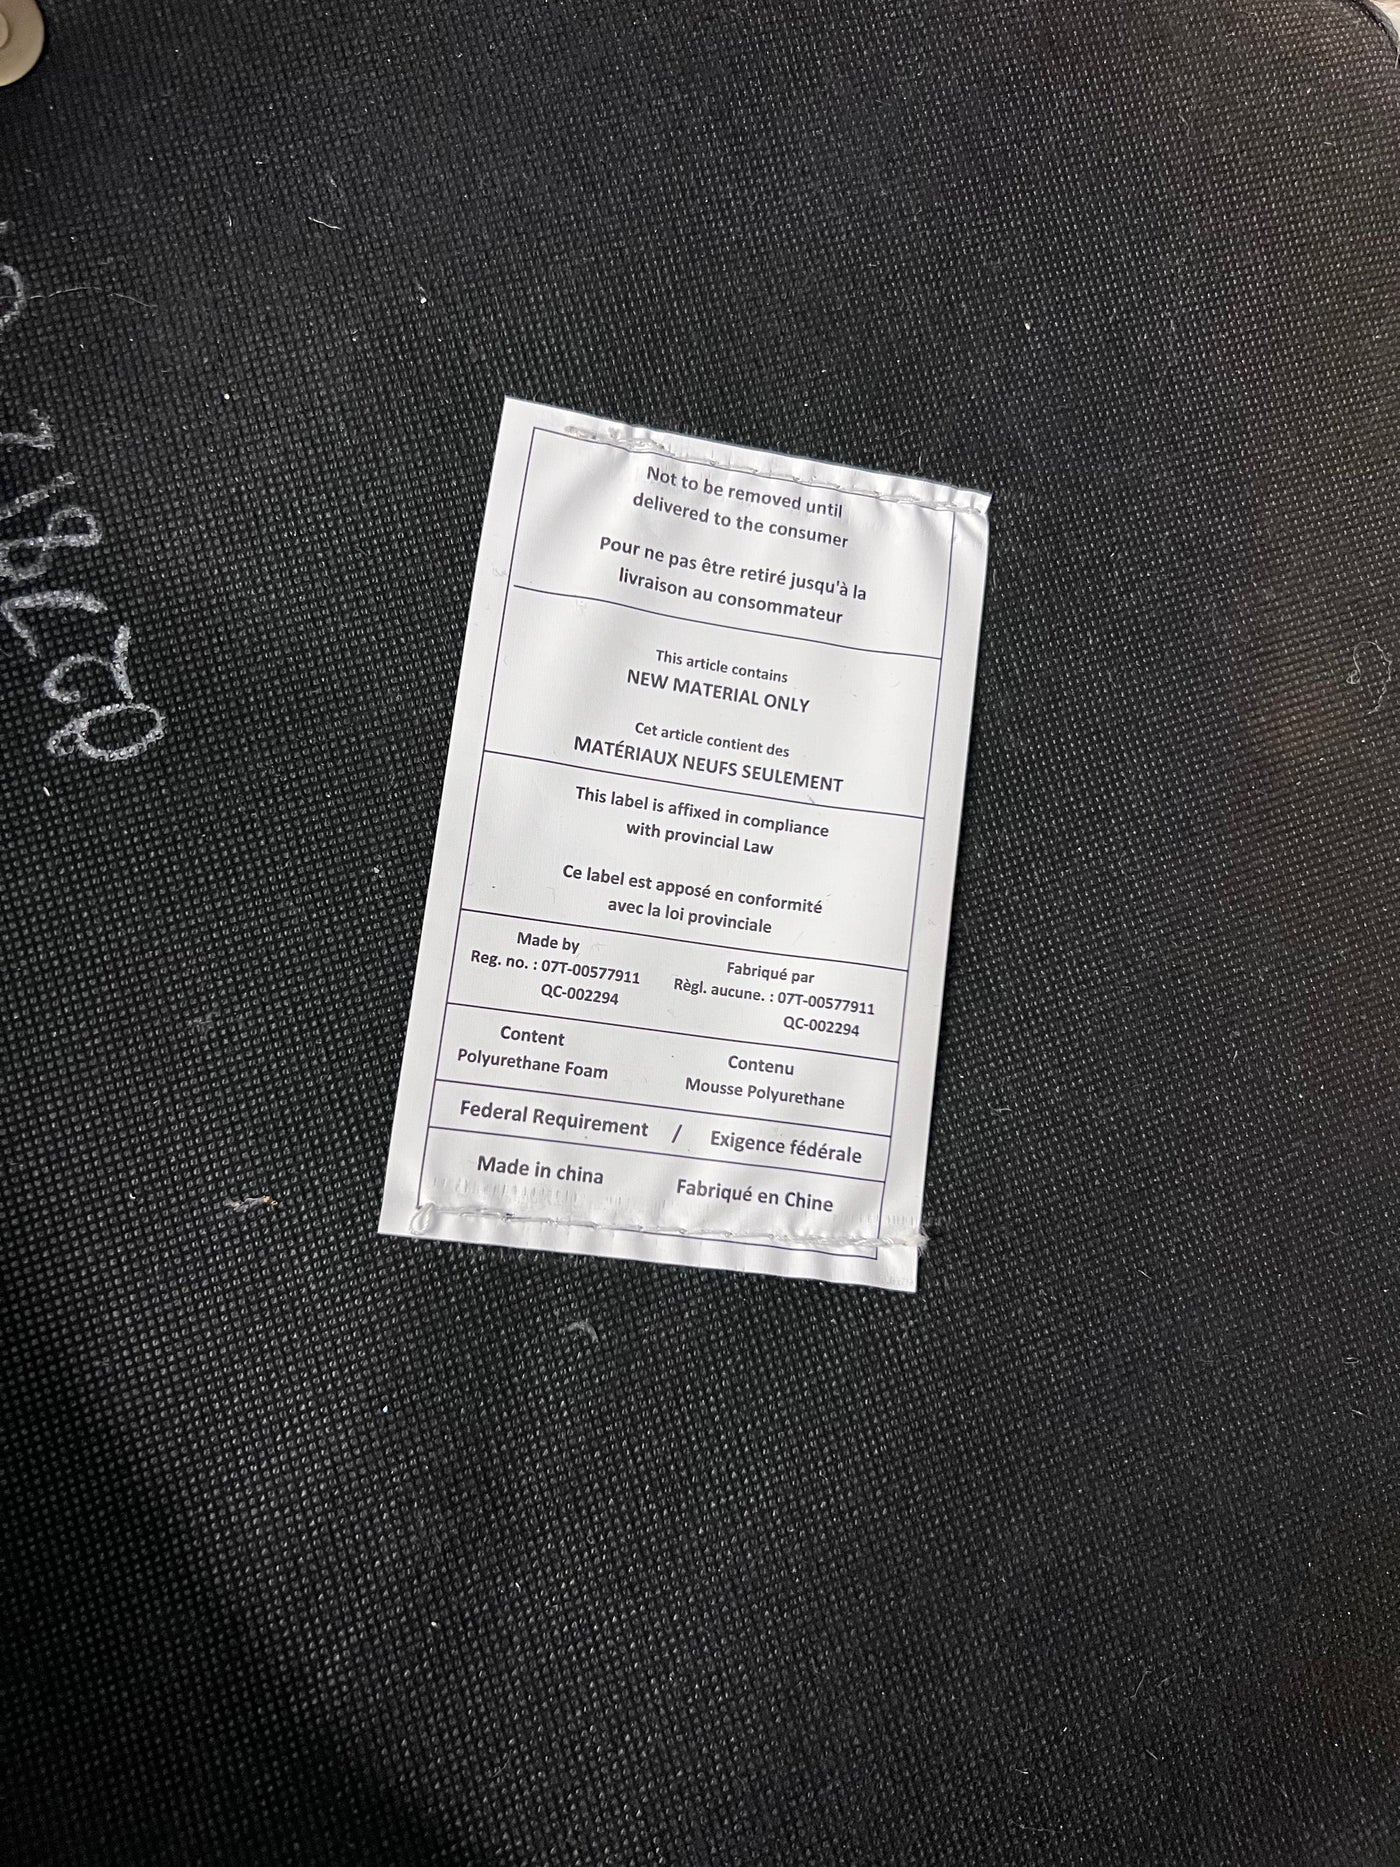 Not to be removed until
delivered to the consumer
Pour ne pas être retiré jusqu'à la
livraison au consommateur
This article contains
NEW MATERIAL ONLY
Cet article contient des
MATÉRIAUX NEUFS SEULEMENT
This label is affixed in compliance
with provincial Law
Ce label est apposé en conformité
avec la loi provinciale
Made by
Reg. no. : 07T-00577911
QC-002294
Fabriqué par
Règl. aucune. : 07T-00577911
QC-002294
Content
Polyurethane Foam
Contenu
Mousse Polyurethane
Federal Requirement / Exigence fédérale
Made in china
Fabriqué en Chine